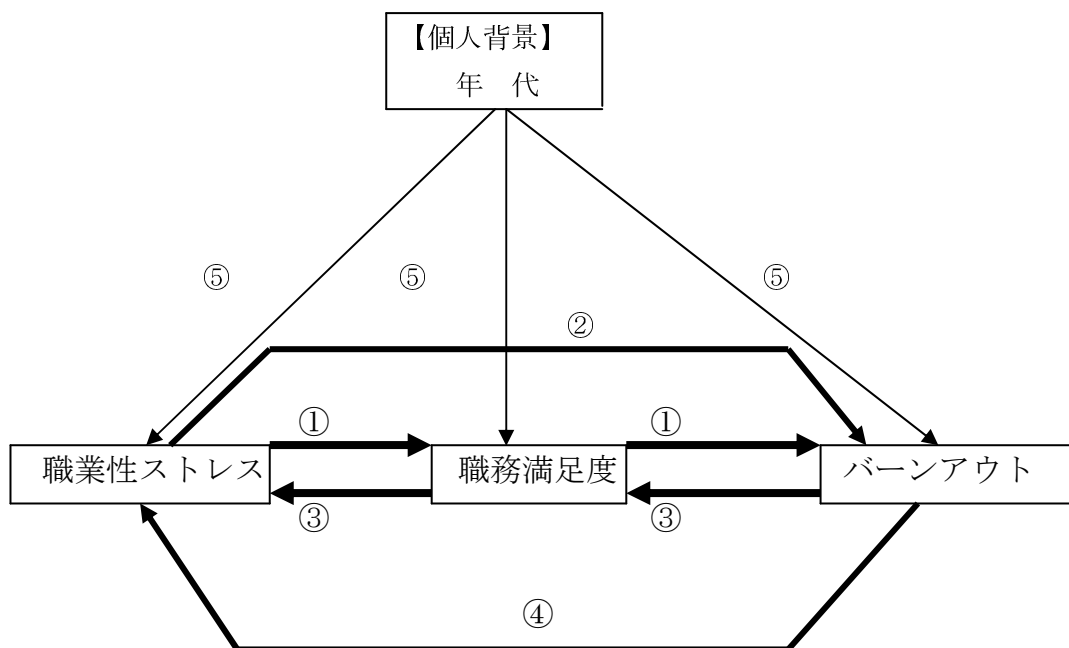 【個人背景】
年 代
⑤ ⑤ ⑤
②
① ①
職業性ストレス 職務満足度 バーンアウト
③ ③
④